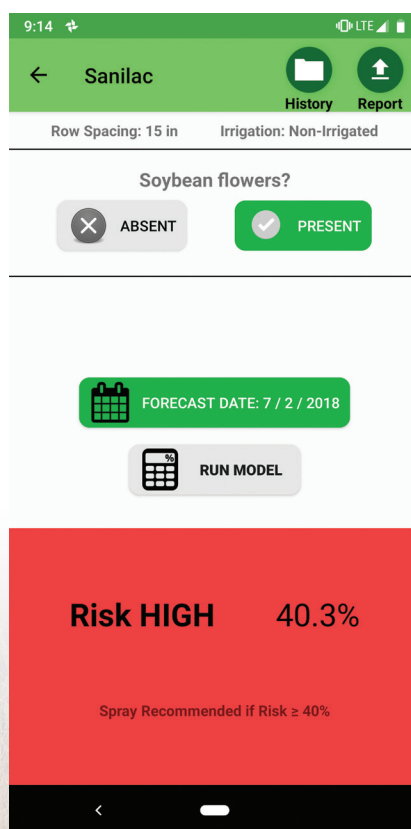 9:14 LTE
Sanilac
History Report
Row Spacing: 15 in Irrigation: Non-Irrigated
Soybean flowers?
ABSENT PRESENT
FORECAST DATE: 7 / 2 / 2018
%
RUN MODEL
Risk HIGH 40.3%
Spray Recommended if Risk ≥ 40%